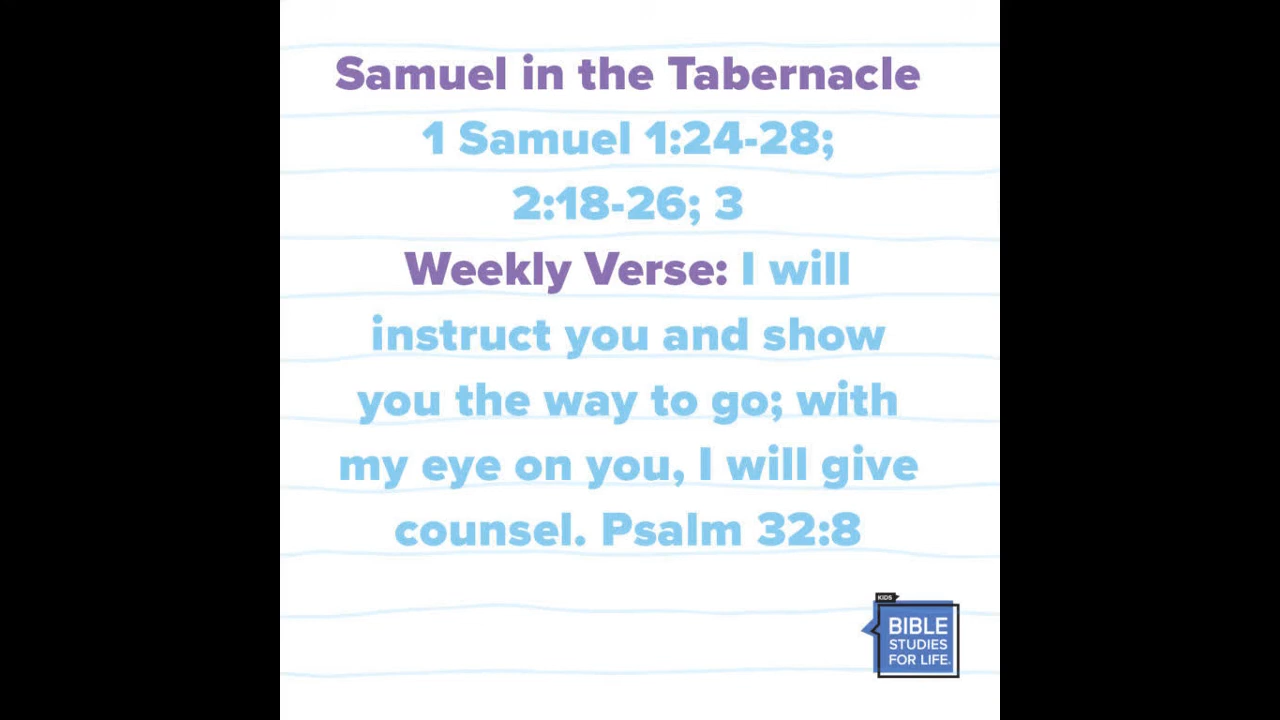 Samuel in the Tabernacle
1 Samuel 1:24-28;
2:18-26; 3
Weekly Verse: I will
instruct you and show
you the way to go; with
my eye on you, I will give
counsel. Psalm 32:8
KIDS
BIBLE
STUDIES
FOR LIFE.